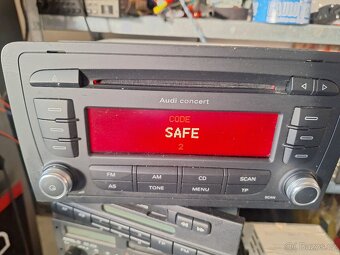 Audi concert
CODE
SAFE
2
FM AM CD SCAN
AS TONE MENU TP